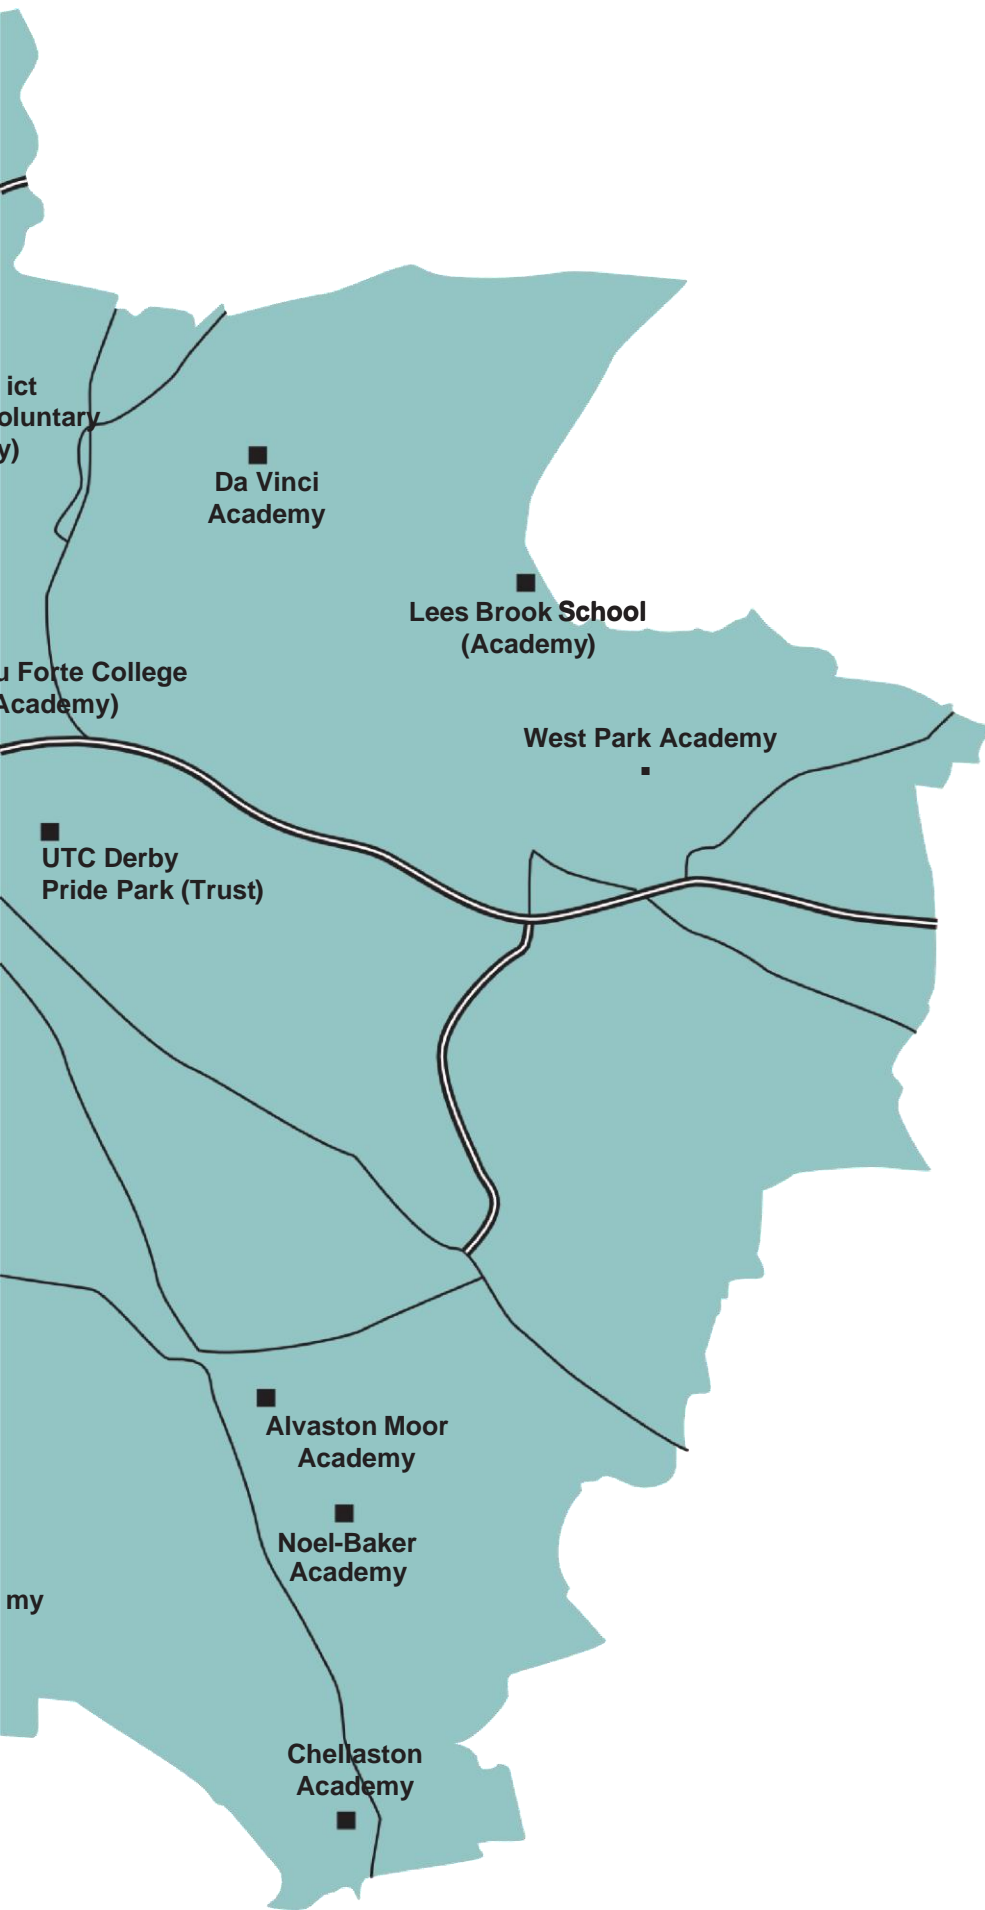 ict
oluntary
y)
Da Vinci
Academy
Lees Brook School
(Academy)
u Forte College
Academy)
West Park Academy
UTC Derby
Pride Park (Trust)
Alvaston Moor
Academy
Noel-Baker
Academy
my
Chellaston
Academy